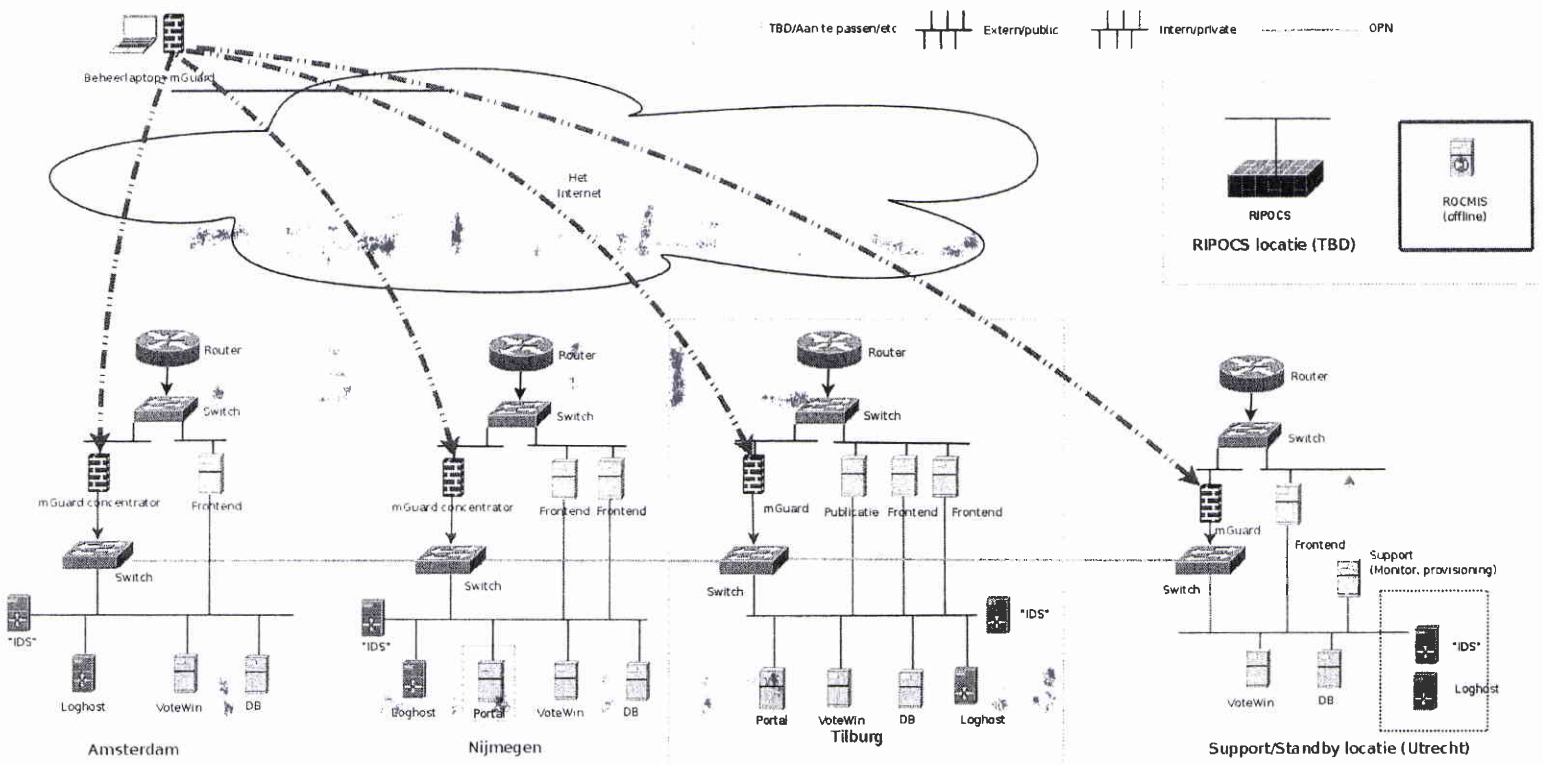 TBD/Aan te passen/etc
Extern/public
Intern/private
OPN
Beheerlaptop+mGuard
Het
Internet
RIPOCS
RIPOCS locatie (TBD)
ROCMIS
(offline)
Router
Switch
mGuard concentrator
Frontend
Switch
"IDS"
Loghost
VoteWin
DB
Amsterdam
Router
Switch
mGuard concentrator
Frontend
Frontend
Switch
"IDS"
Loghost
Portal
VoteWin
DB
Nijmegen
Router
Switch
mGuard
Publicatie
Frontend
Frontend
Switch
"IDS"
Portal
VoteWin
DB
Loghost
Tilburg
Router
Switch
mGuard
Frontend
Support
(Monitor, provisioning)
Switch
"IDS"
Loghost
VoteWin
DB
Support/Standby locatie (Utrecht)